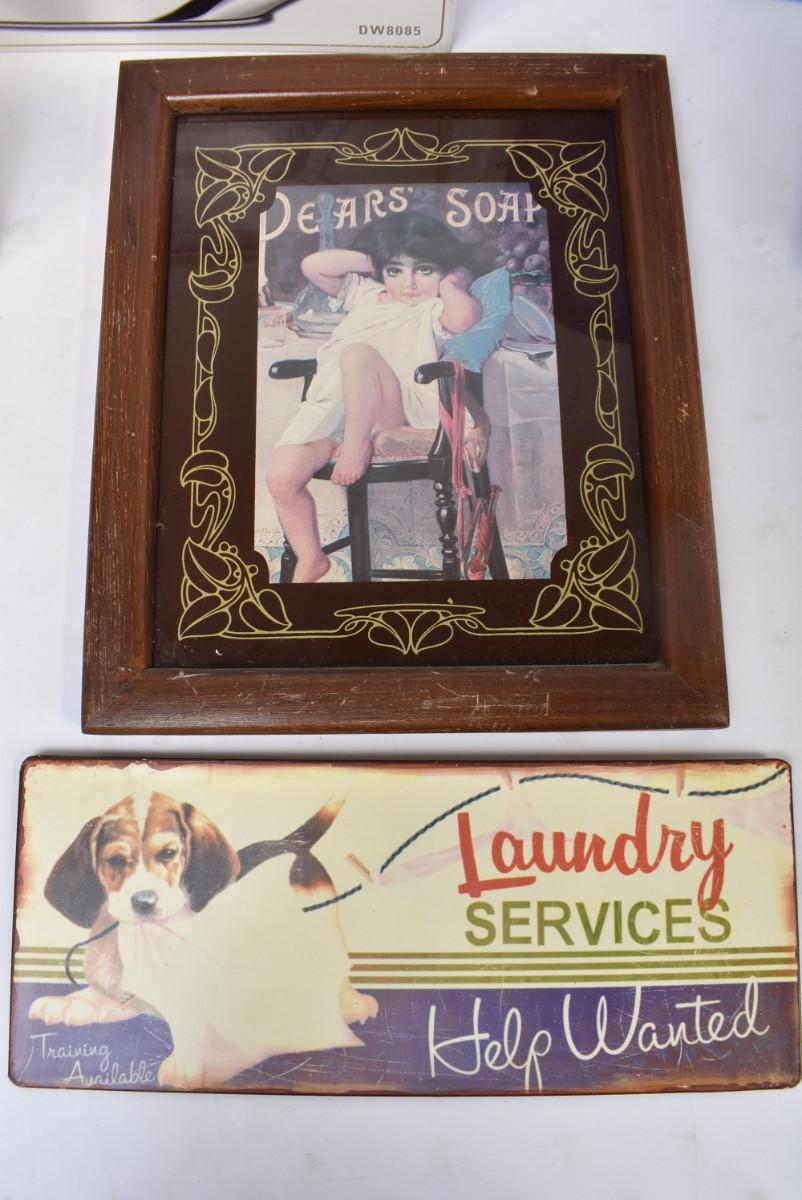 DW8085
PEARS' SOAP
Laundry
SERVICES
Help Wanted
Training
Available